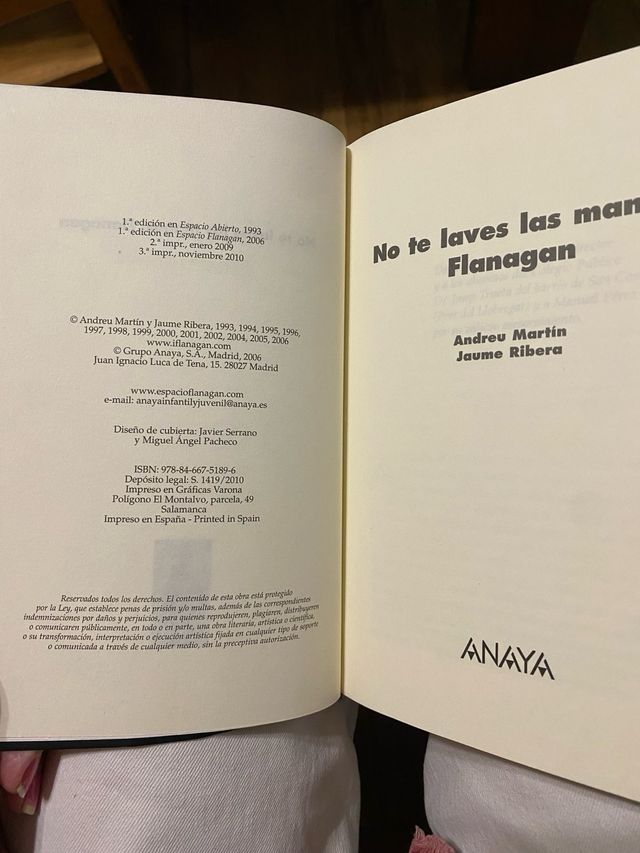 1.ª edición en Espacio Abierto, 1993
1.ª edición en Espacio Flanagan, 2006
2.ª impr., enero 2009
3.ª impr., noviembre 2010
© Andreu Martín y Jaume Ribera, 1993, 1994, 1995, 1996,
1997, 1998, 1999, 2000, 2001, 2002, 2004, 2005, 2006
www.iflanagan.com
© Grupo Anaya, S.A., Madrid, 2006
Juan Ignacio Luca de Tena, 15. 28027 Madrid
www.espacioflanagan.com
e-mail: anayainfantilyjuvenil@anaya.es
Diseño de cubierta: Javier Serrano
y Miguel Ángel Pacheco
ISBN: 978-84-667-5189-6
Depósito legal: S. 1419/2010
Impreso en Gráficas Varona
Polígono El Montalvo, parcela, 49
Salamanca
Impreso en España - Printed in Spain
Reservados todos los derechos. El contenido de esta obra está protegido
por la Ley, que establece penas de prisión y/o multas, además de las correspondientes
indemnizaciones por daños y perjuicios, para quienes reprodujeren, plagiaren, distribuyeren
o comunicaren públicamente, en todo o en parte, una obra literaria, artística o científica,
o su transformación, interpretación o ejecución artística fijada en cualquier tipo de soporte
o comunicada a través de cualquier medio, sin la preceptiva autorización.
No te laves las man
Flanagan
Andreu Martín
Jaume Ribera
ANAYA